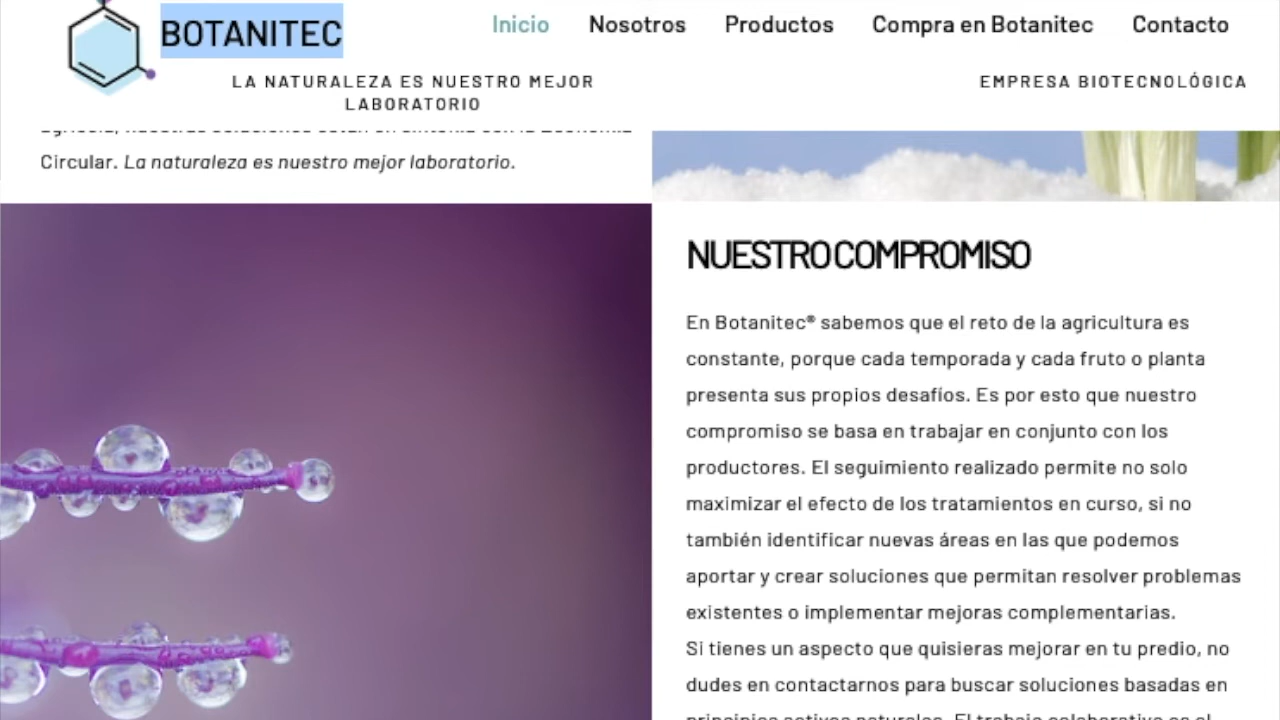 BOTANITEC
Inicio Nosotros Productos Compra en Botanitec Contacto
LA NATURALEZA ES NUESTRO MEJOR
LABORATORIO
EMPRESA BIOTECNOLÓGICA
Circular. La naturaleza es nuestro mejor laboratorio.
NUESTRO COMPROMISO
En Botanitec® sabemos que el reto de la agricultura es
constante, porque cada temporada y cada fruto o planta
presenta sus propios desafíos. Es por esto que nuestro
compromiso se basa en trabajar en conjunto con los
productores. El seguimiento realizado permite no solo
maximizar el efecto de los tratamientos en curso, si no
también identificar nuevas áreas en las que podemos
aportar y crear soluciones que permitan resolver problemas
existentes o implementar mejoras complementarias.
Si tienes un aspecto que quisieras mejorar en tu predio, no
dudes en contactarnos para buscar soluciones basadas en